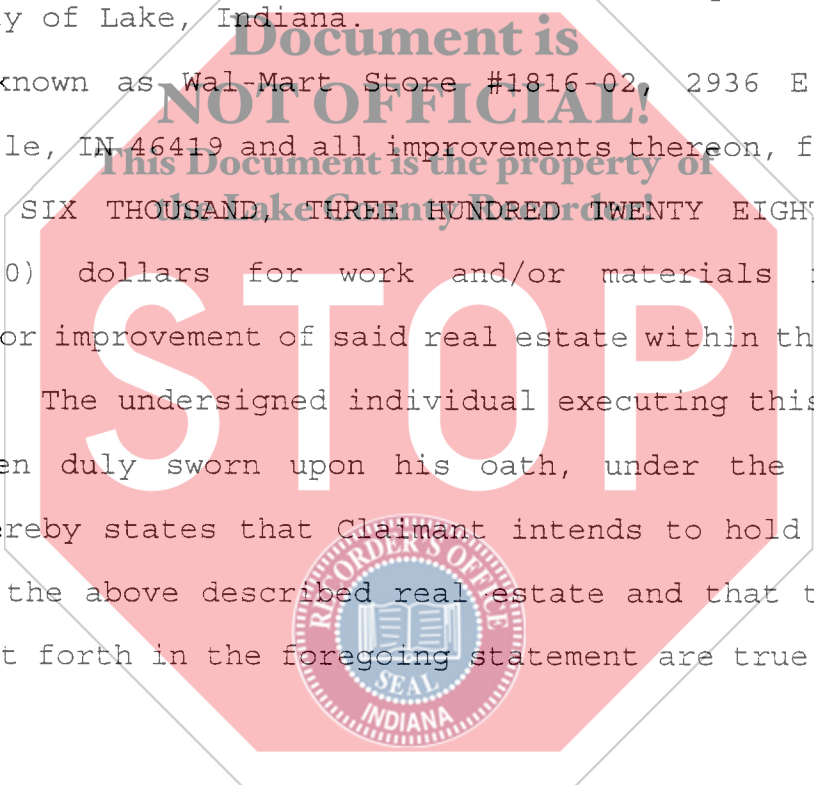 y of Lake, Indiana.
Document is
known as Wal-Mart Store #1816-02, 2936 E
NOT OFFICIAL!
le, IN 46419 and all improvements thereon, f
This Document is the property of
the Lake County Recorder!
SIX THOUSAND, THREE HUNDRED TWENTY EIGHT
0) dollars for work and/or materials
or improvement of said real estate within th
STOP
The undersigned individual executing this
en duly sworn upon his oath, under the
ereby states that Claimant intends to hold
the above described real estate and that t
t forth in the foregoing statement are true
RECORDER'S OFFICE
SEAL
INDIANA